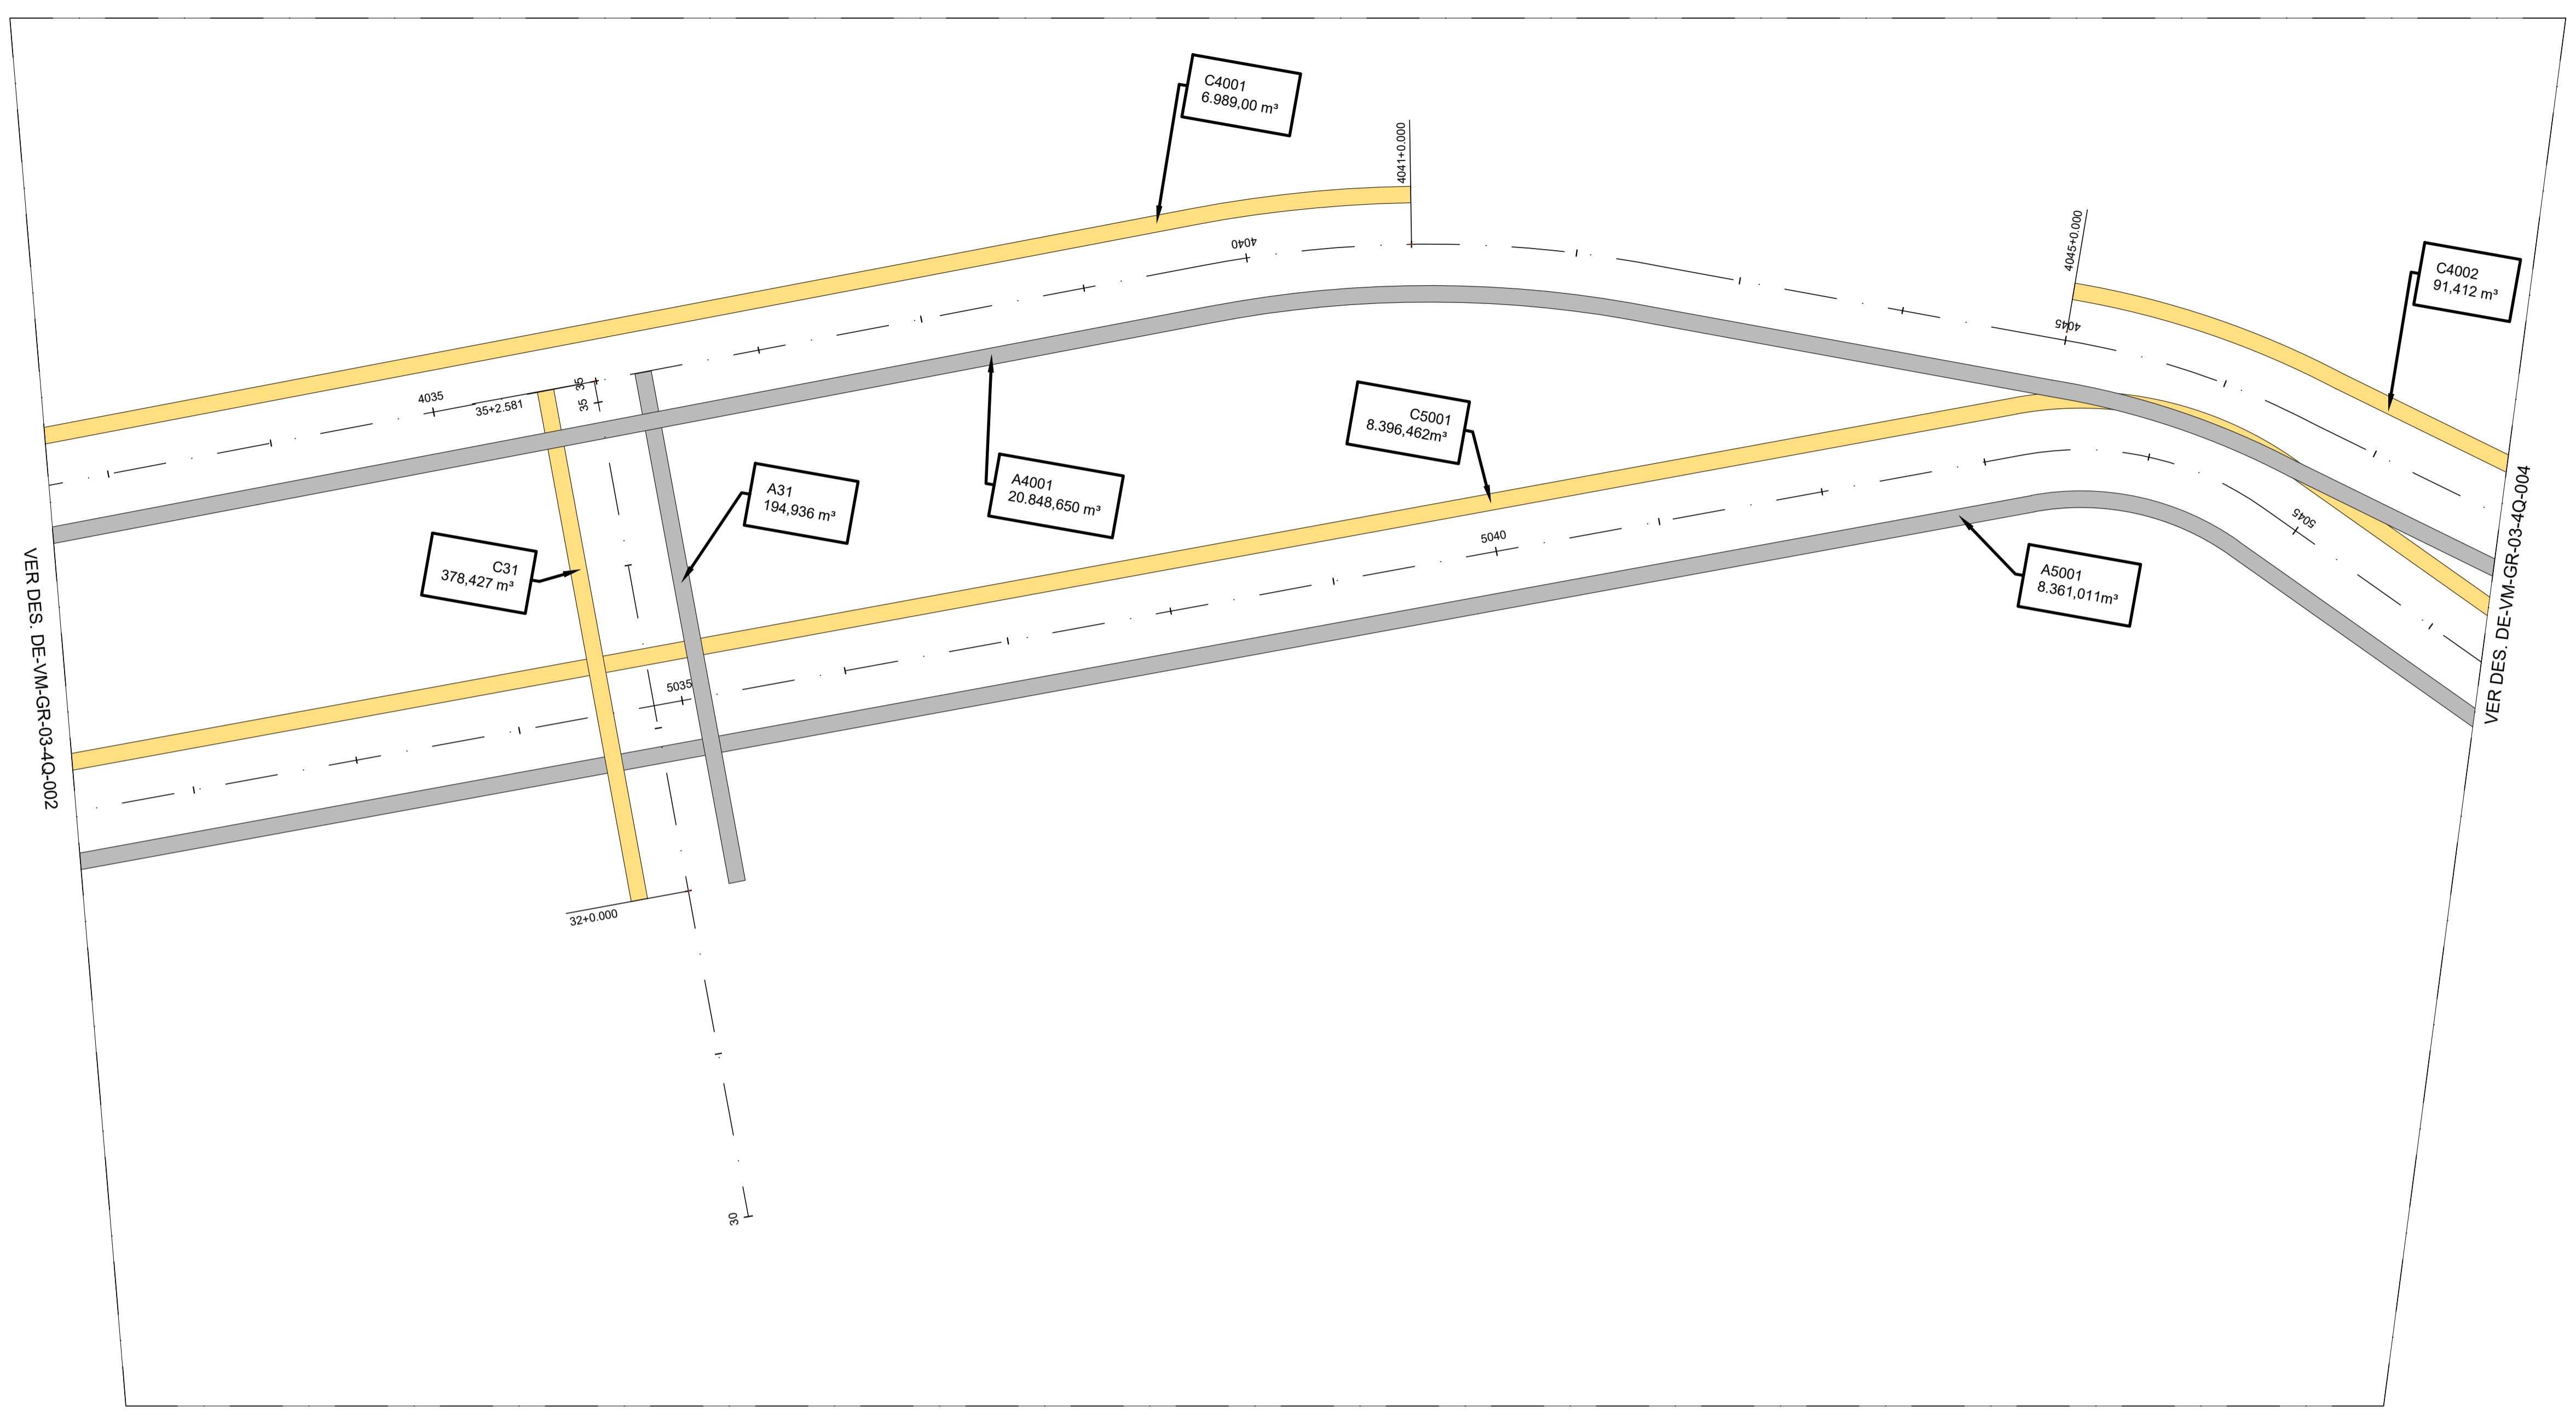 C4001
6.989,00 m³
4041+0.000
4040
4045+0.000
4045
C4002
91,412 m³
4035
35+2.581
35
35
C5001
8.396,462m³
A31
194,936 m³
A4001
20.848,650 m³
C31
378,427 m³
5040
5045
A5001
8.361,011m³
5035
VER DES. DE-VM-GR-03-4Q-002
VER DES. DE-VM-GR-03-4Q-004
32+0.000
30